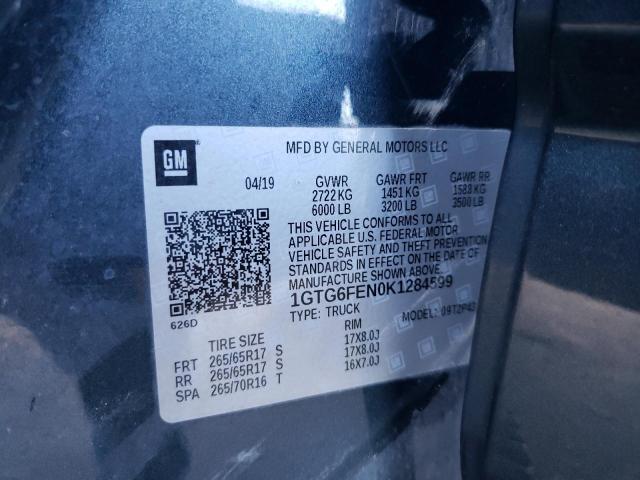 GM
MFD BY GENERAL MOTORS LLC
04/19 GVWR GAWR FRT GAWR RR
2722 KG 1451 KG 1588 KG
6000 LB 3200 LB 3500 LB
THIS VEHICLE CONFORMS TO ALL
APPLICABLE U.S. FEDERAL MOTOR
VEHICLE SAFETY AND THEFT PREVENTION
STANDARDS IN EFFECT ON THE DATE OF
MANUFACTURE SHOWN ABOVE.
1GTG6FEN0K1284599
626D
TYPE: TRUCK MODEL: 09T2P43
TIRE SIZE RIM
FRT 265/65R17 S 17X8.0J
RR 265/65R17 S 17X8.0J
SPA 265/70R16 T 16X7.0J